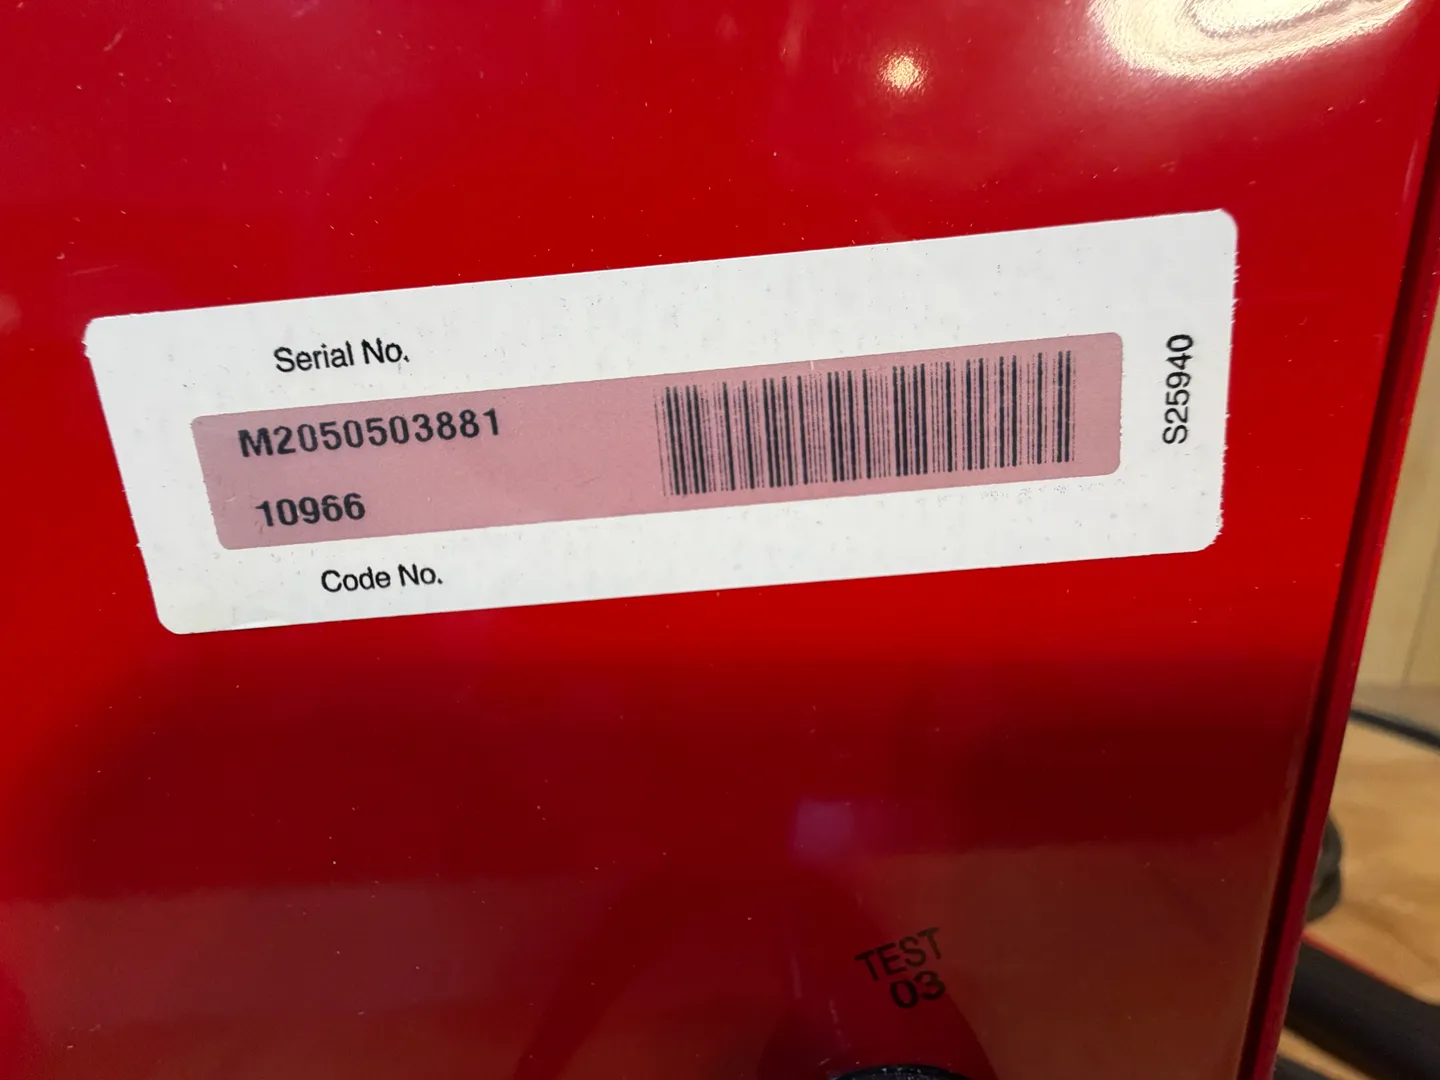 Serial No.
M2050503881
10966
Code No.
S25940
TEST
03